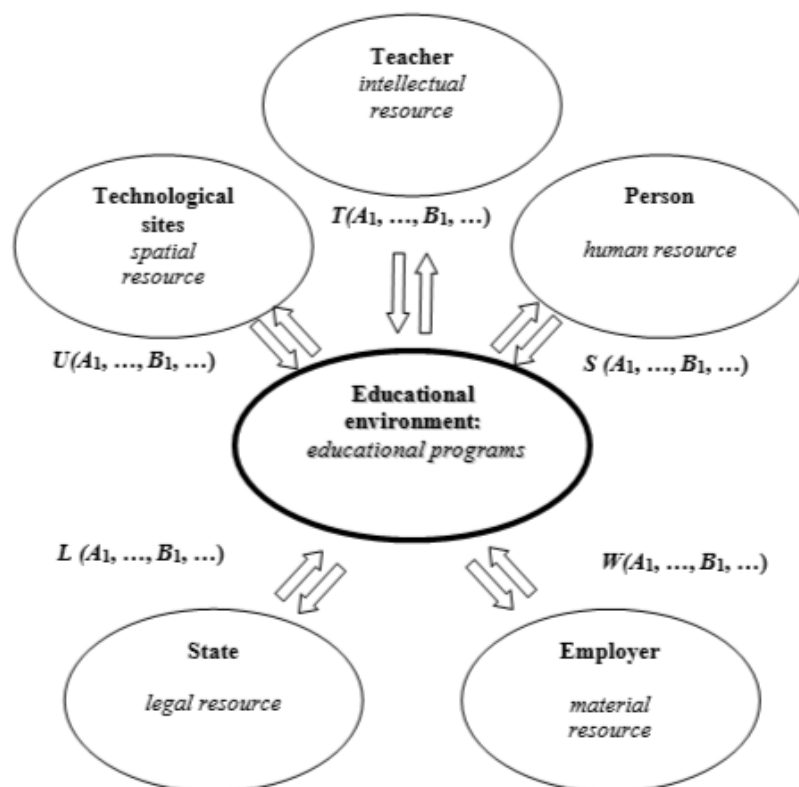 Teacher
intellectual
resource
Technological
sites
spatial
resource
T(A1, …, B1, …)
Person
human resource
U(A1, …, B1, …)
S (A1, …, B1, …)
Educational
environment:
educational programs
L (A1, …, B1, …)
W(A1, …, B1, …)
State
legal resource
Employer
material
resource